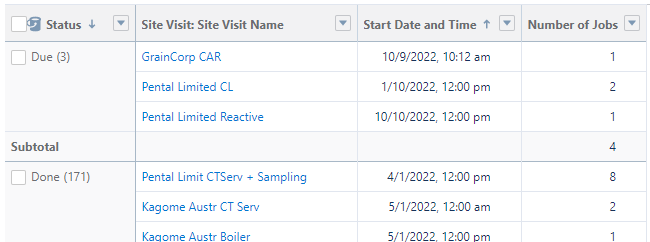 Status Site Visit: Site Visit Name Start Date and Time Number of Jobs
Due (3) GrainCorp CAR 10/9/2022, 10:12 am 1
Pental Limited CL 1/10/2022, 12:00 pm 2
Pental Limited Reactive 10/10/2022, 12:00 pm 1
Subtotal 4
Done (171) Pental Limit CTServ + Sampling 4/1/2022, 12:00 pm 8
Kagome Austr CT Serv 5/1/2022, 12:00 am 2
Kagome Austr Boiler 5/1/2022, 12:00 pm 1